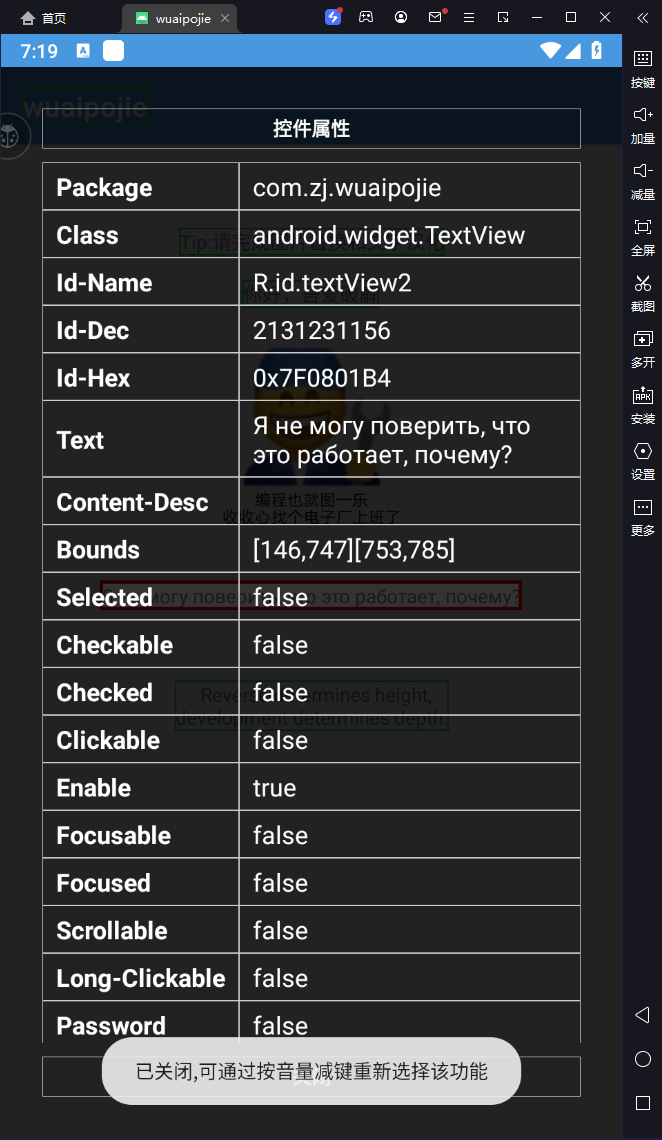 首页
wuaipojie
7:19
A
wuaipojie
控件属性
Package com.zj.wuaipojie
Class android.widget.TextView
Id-Name R.id.textView2
Id-Dec 2131231156
Id-Hex 0x7F0801B4
Text Я не могу поверить, что
это работает, почему?
编程也就图一乐
收收心找个电子厂上班了
Content-Desc
Bounds [146,747][753,785]
Selected false
Checkable false
Checked false
Clickable false
Enable true
Focusable false
Focused false
Scrollable false
Long-Clickable false
Password false
已关闭,可通过按音量减键重新选择该功能
development determines depth.
按键
加量
减量
全屏
截图
多开
APK
安装
设置
更多